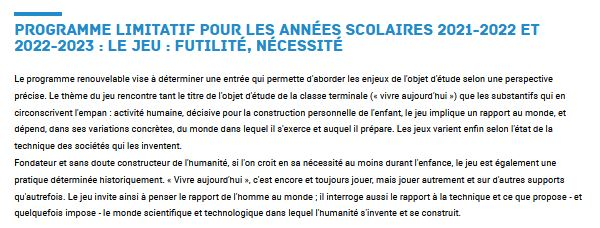 PROGRAMME LIMITATIF POUR LES ANNÉES SCOLAIRES 2021-2022 ET
2022-2023 : LE JEU : FUTILITÉ, NÉCESSITÉ
Le programme renouvelable vise à déterminer une entrée qui permette d'aborder les enjeux de l'objet d'étude selon une perspective
précise. Le thème du jeu rencontre tant le titre de l'objet d'étude de la classe terminale (« vivre aujourd'hui ») que les substantifs qui en
circonscrivent l'empan : activité humaine, décisive pour la construction personnelle de l'enfant, le jeu implique un rapport au monde, et
dépend, dans ses variations concrètes, du monde dans lequel il s'exerce et auquel il prépare. Les jeux varient enfin selon l'état de la
technique des sociétés qui les inventent.
Fondateur et sans doute constructeur de l'humanité, si l'on croit en sa nécessité au moins durant l'enfance, le jeu est également une
pratique déterminée historiquement. « Vivre aujourd'hui », c'est encore et toujours jouer, mais jouer autrement et sur d'autres supports
qu'autrefois. Le jeu invite ainsi à penser le rapport de l'homme au monde ; il interroge aussi le rapport à la technique et ce que propose - et
quelquefois impose - le monde scientifique et technologique dans lequel l'humanité s'invente et se construit.